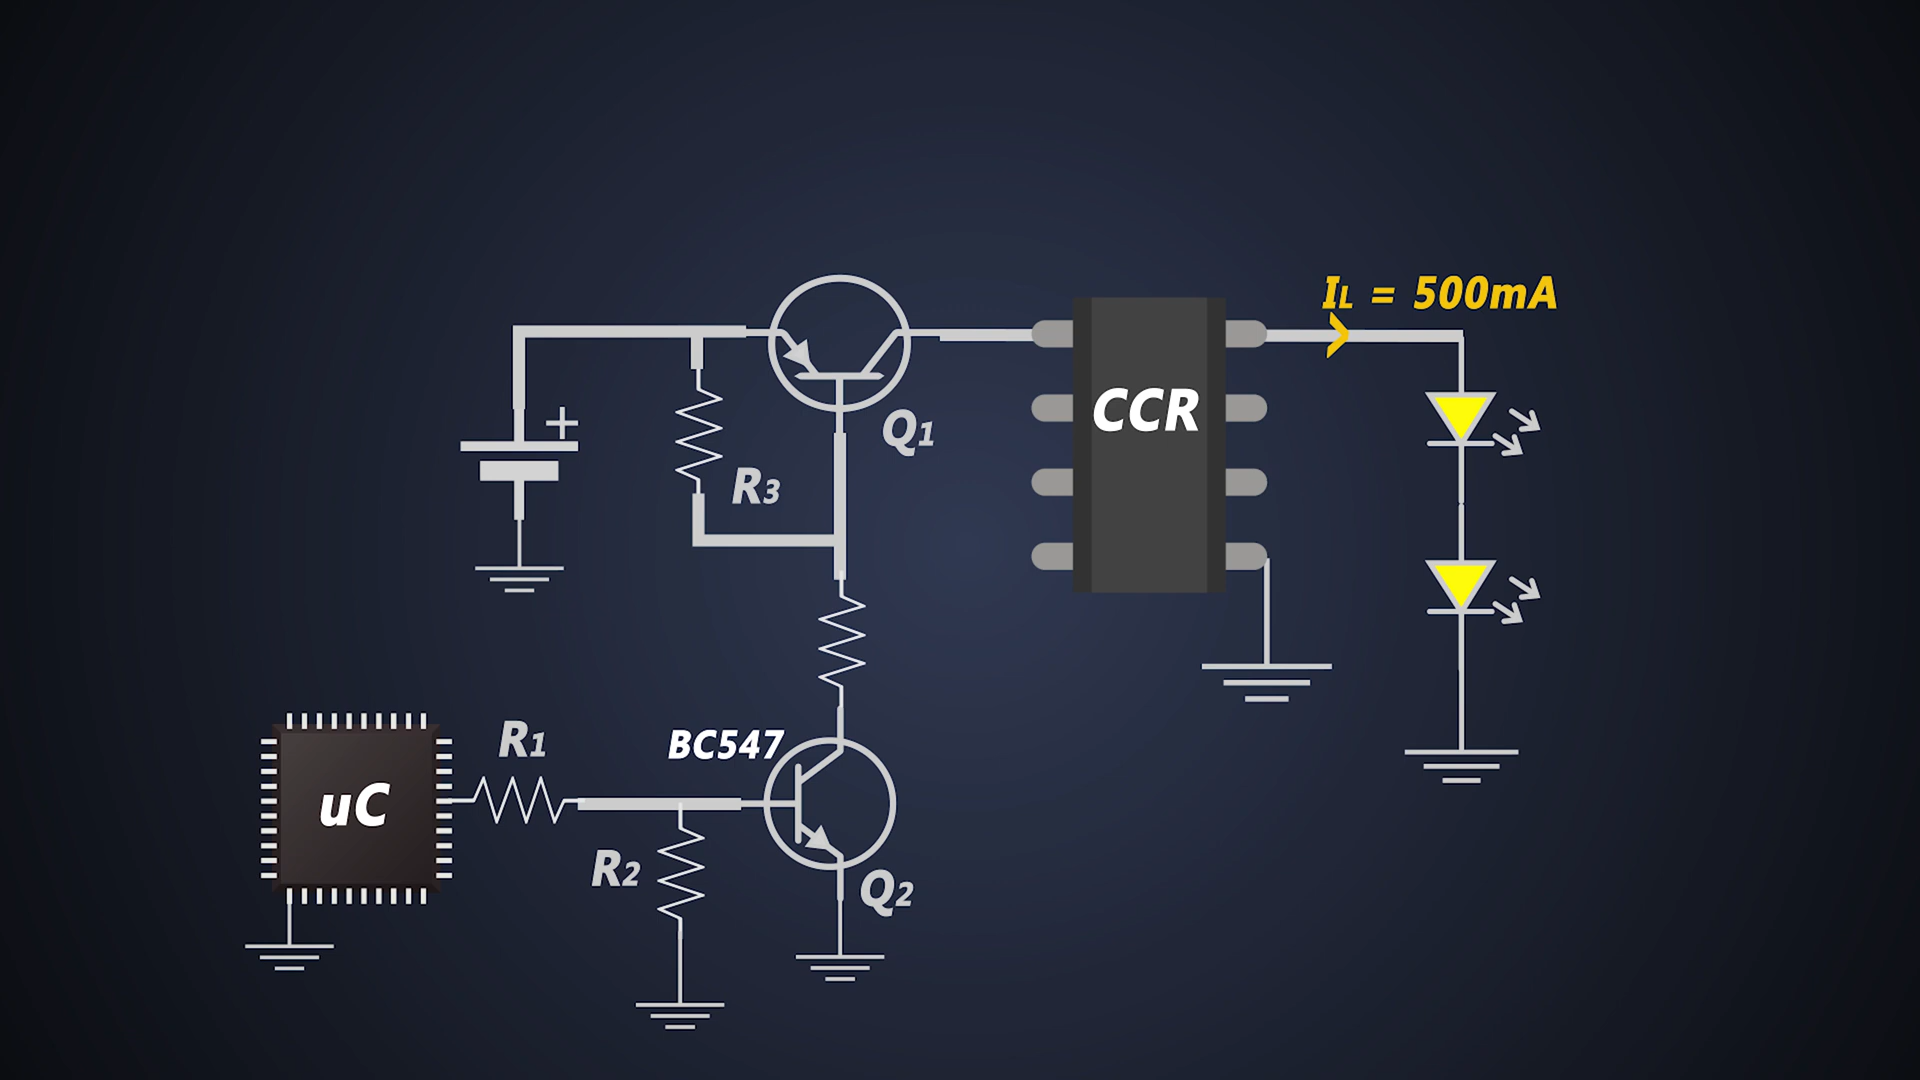 IL = 500mA
CCR
Q1
R3
R1
BC547
uC
R2
Q2
+